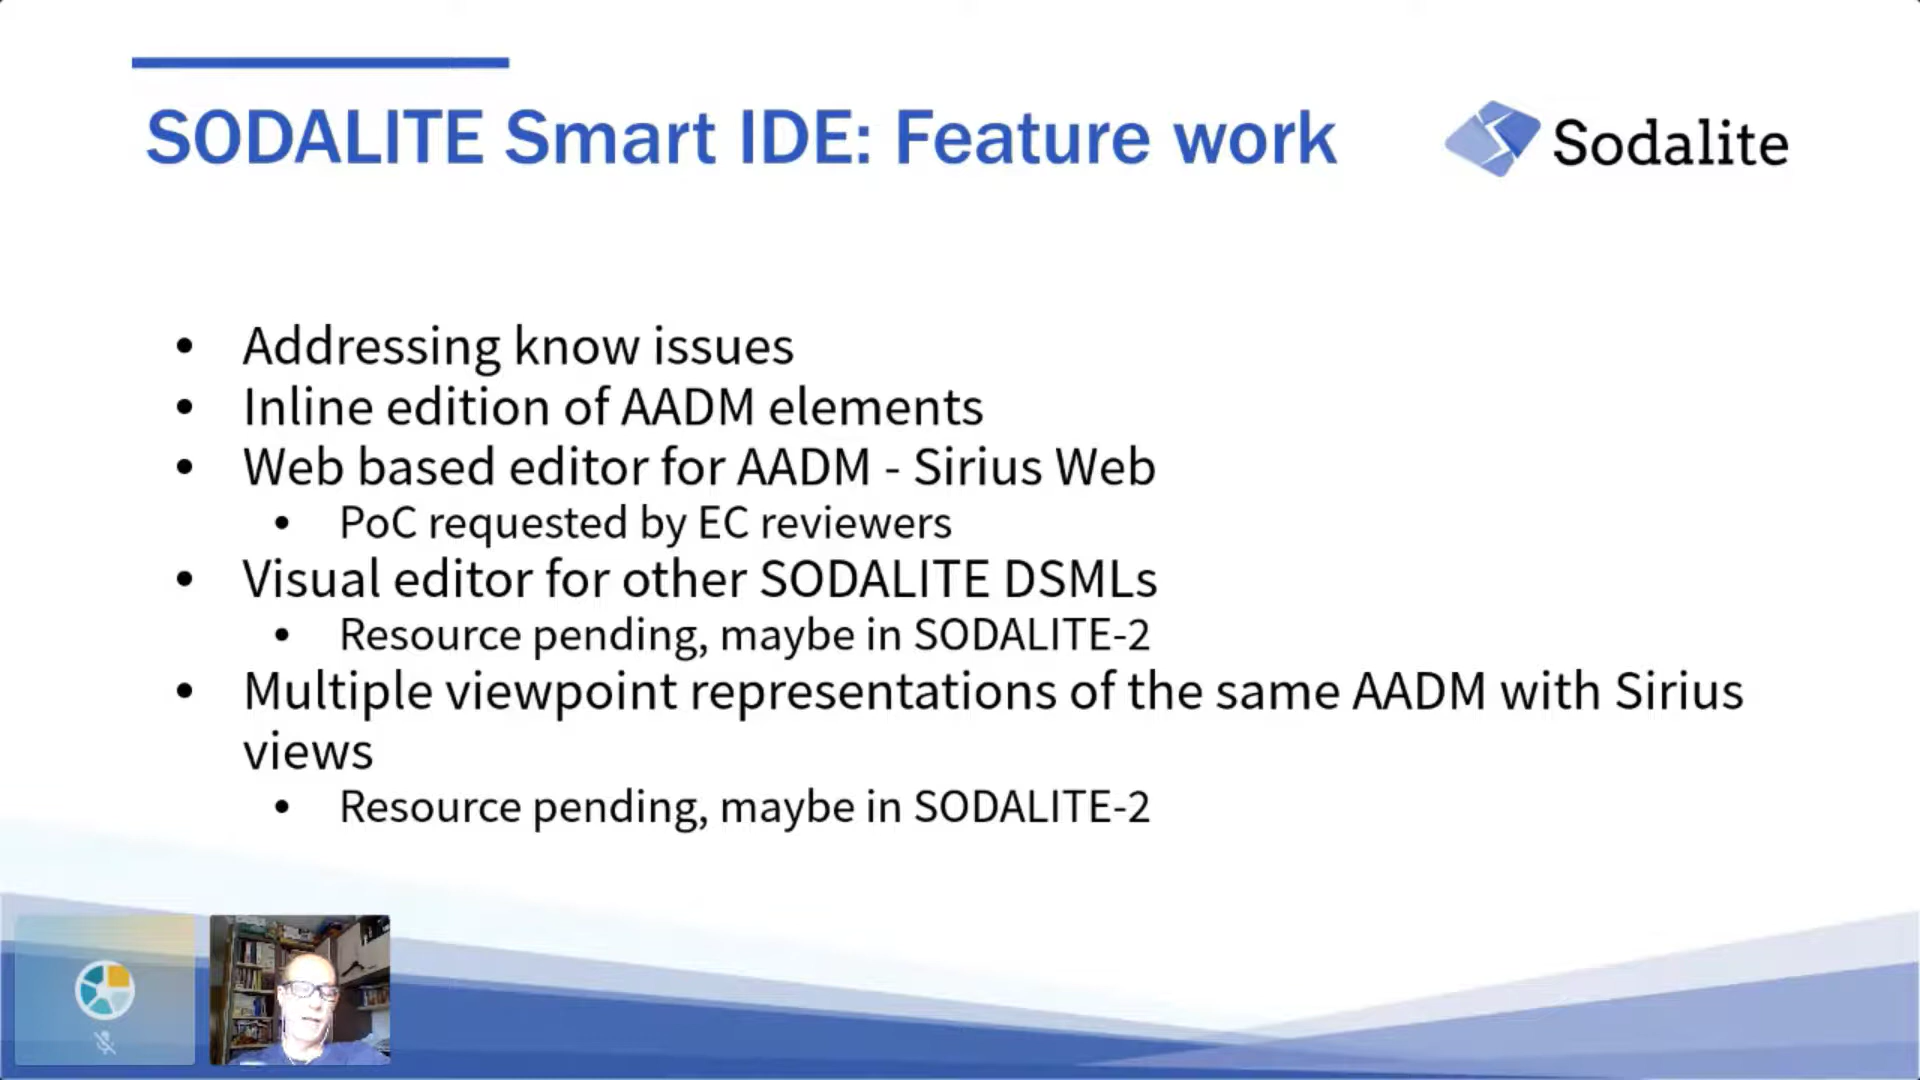 SODALITE Smart IDE: Feature work
Sodalite
• Addressing know issues
• Inline edition of AADM elements
• Web based editor for AADM - Sirius Web
• PoC requested by EC reviewers
• Visual editor for other SODALITE DSMLs
• Resource pending, maybe in SODALITE-2
• Multiple viewpoint representations of the same AADM with Sirius
views
• Resource pending, maybe in SODALITE-2